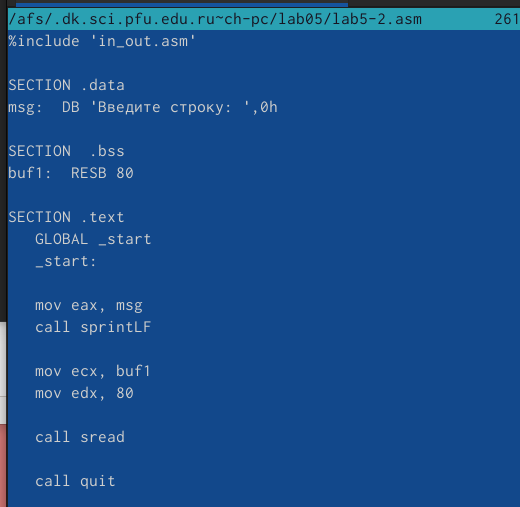 /afs/.dk.sci.pfu.edu.ru~ch-pc/lab05/lab5-2.asm 261
%include 'in_out.asm'
SECTION .data
msg: DB 'Введите строку: ',0h
SECTION .bss
buf1: RESB 80
SECTION .text
GLOBAL _start
_start:
mov eax, msg
call sprintLF
mov ecx, buf1
mov edx, 80
call sread
call quit